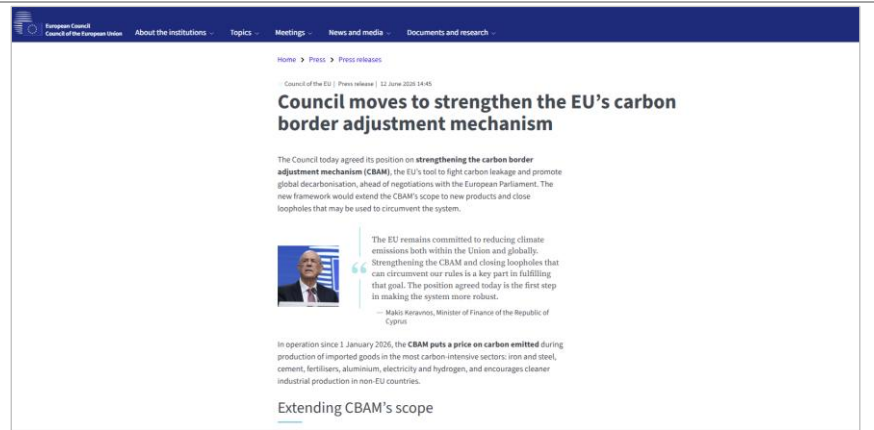 European Council
Council of the European Union
About the institutions
Topics
Meetings
News and media
Documents and research
Home > Press > Press releases
Council of the EU | Press release | 12 June 2026 14:45
Council moves to strengthen the EU's carbon
border adjustment mechanism
The Council today agreed its position on strengthening the carbon border
adjustment mechanism (CBAM), the EU's tool to fight carbon leakage and promote
global decarbonisation, ahead of negotiations with the European Parliament. The
new framework would extend the CBAM's scope to new products and close
loopholes that may be used to circumvent the system.
The EU remains committed to reducing climate
emissions both within the Union and globally.
Strengthening the CBAM and closing loopholes that
can circumvent our rules is a key part in fulfilling
that goal. The position agreed today is the first step
in making the system more robust.
— Makis Keravnos, Minister of Finance of the Republic of
Cyprus
In operation since 1 January 2026, the CBAM puts a price on carbon emitted during
production of imported goods in the most carbon-intensive sectors: iron and steel,
cement, fertilisers, aluminium, electricity and hydrogen, and encourages cleaner
industrial production in non-EU countries.
Extending CBAM's scope